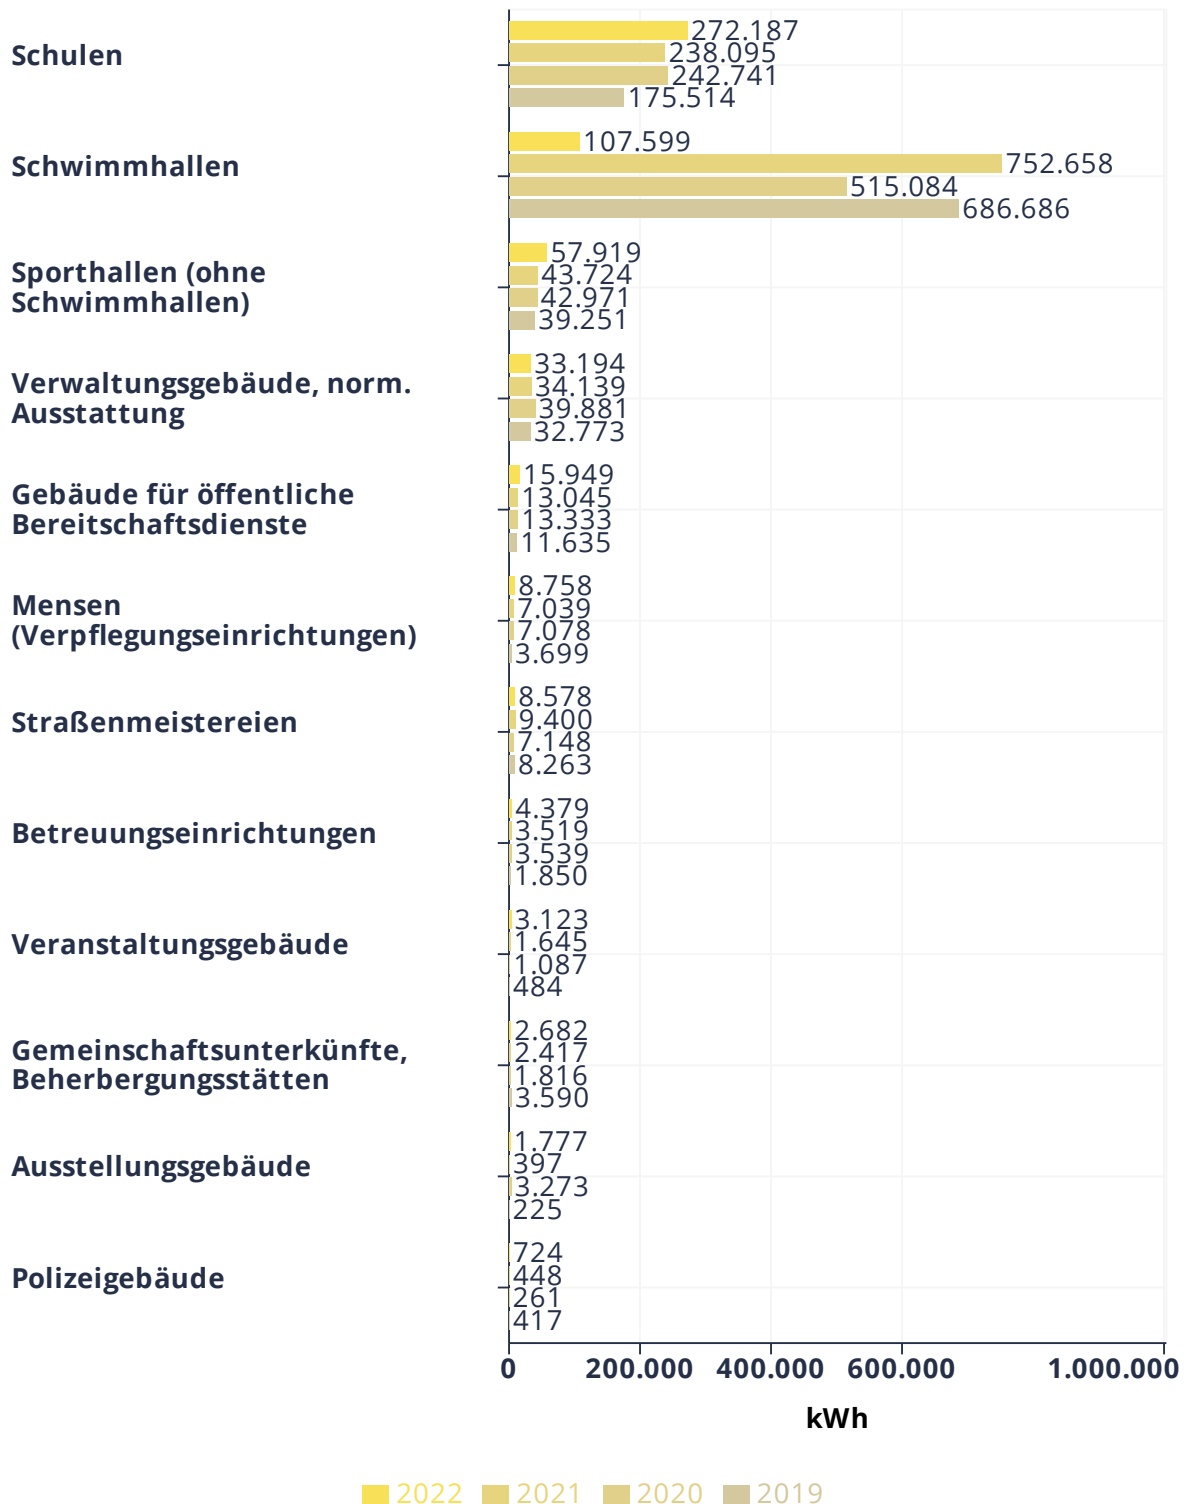 Schulen
272.187
238.095
242.741
175.514
Schwimmhallen
107.599
752.658
515.084
686.686
Sporthallen (ohne
Schwimmhallen)
57.919
43.724
42.971
39.251
Verwaltungsgebäude, norm.
Ausstattung
33.194
34.139
39.881
32.773
Gebäude für öffentliche
Bereitschaftsdienste
15.949
13.045
13.333
11.635
Mensen
(Verpflegungseinrichtungen)
8.758
7.039
7.078
3.699
Straßenmeistereien
8.578
9.400
7.148
8.263
Betreuungseinrichtungen
4.379
3.519
3.539
1.850
Veranstaltungsgebäude
3.123
1.645
1.087
484
Gemeinschaftsunterkünfte,
Beherbergungsstätten
2.682
2.417
1.816
3.590
Ausstellungsgebäude
1.777
397
3.273
225
Polizeigebäude
724
448
261
417
0 200.000 400.000 600.000 1.000.000
kWh
2022 2021 2020 2019